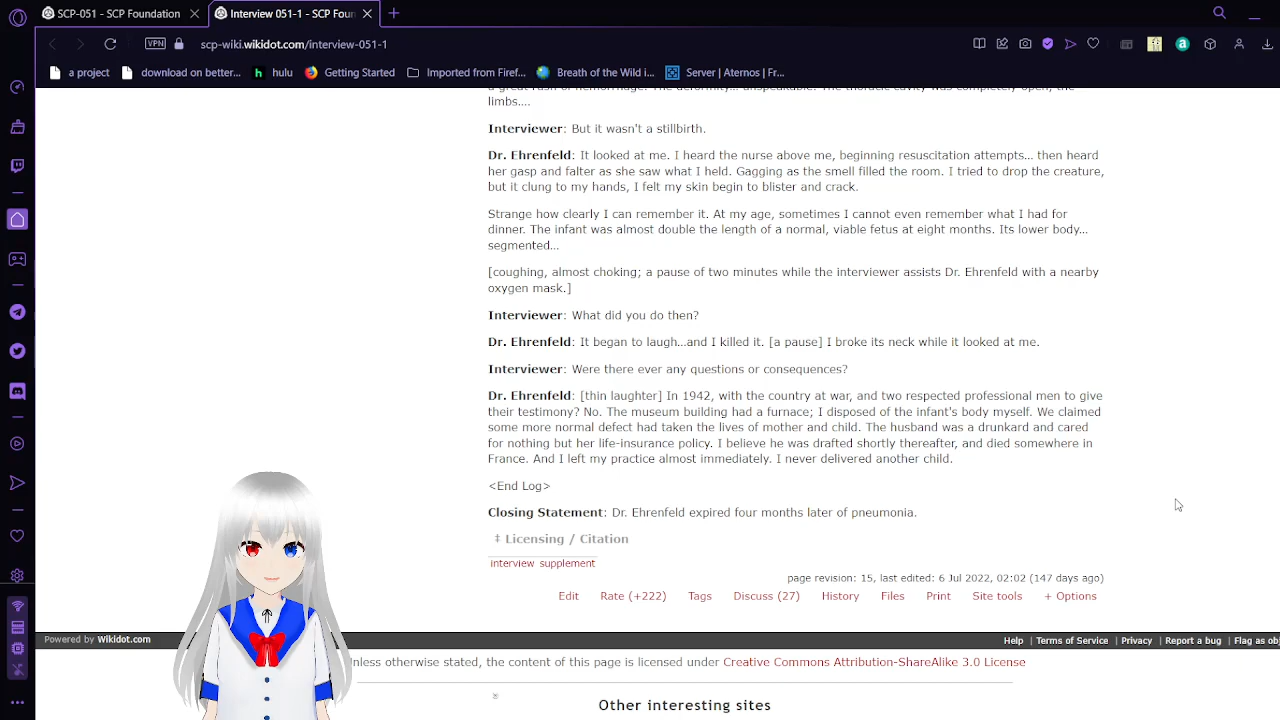 SCP-051 - SCP Foundation
Interview 051-1 - SCP Foun
VPN
scp-wiki.wikidot.com/interview-051-1
a project
download on better...
hulu
Getting Started
Imported from Firef...
Breath of the Wild i...
Server | Aternos | Fr...
limbs....
Interviewer: But it wasn't a stillbirth.
Dr. Ehrenfeld: It looked at me. I heard the nurse above me, beginning resuscitation attempts... then heard
her gasp and falter as she saw what I held. Gagging as the smell filled the room. I tried to drop the creature,
but it clung to my hands, I felt my skin begin to blister and crack.
Strange how clearly I can remember it. At my age, sometimes I cannot even remember what I had for
dinner. The infant was almost double the length of a normal, viable fetus at eight months. Its lower body...
segmented...
[coughing, almost choking; a pause of two minutes while the interviewer assists Dr. Ehrenfeld with a nearby
oxygen mask.]
Interviewer: What did you do then?
Dr. Ehrenfeld: It began to laugh...and I killed it. [a pause] I broke its neck while it looked at me.
Interviewer: Were there ever any questions or consequences?
Dr. Ehrenfeld: [thin laughter] In 1942, with the country at war, and two respected professional men to give
their testimony? No. The museum building had a furnace; I disposed of the infant's body myself. We claimed
some more normal defect had taken the lives of mother and child. The husband was a drunkard and cared
for nothing but her life-insurance policy. I believe he was drafted shortly thereafter, and died somewhere in
France. And I left my practice almost immediately. I never delivered another child.
<End Log>
Closing Statement: Dr. Ehrenfeld expired four months later of pneumonia.
‡ Licensing / Citation
interview supplement
page revision: 15, last edited: 6 Jul 2022, 02:02 (147 days ago)
Edit Rate (+222) Tags Discuss (27) History Files Print Site tools + Options
Powered by Wikidot.com
Help | Terms of Service | Privacy | Report a bug | Flag as ob
nless otherwise stated, the content of this page is licensed under Creative Commons Attribution-ShareAlike 3.0 License
Other interesting sites